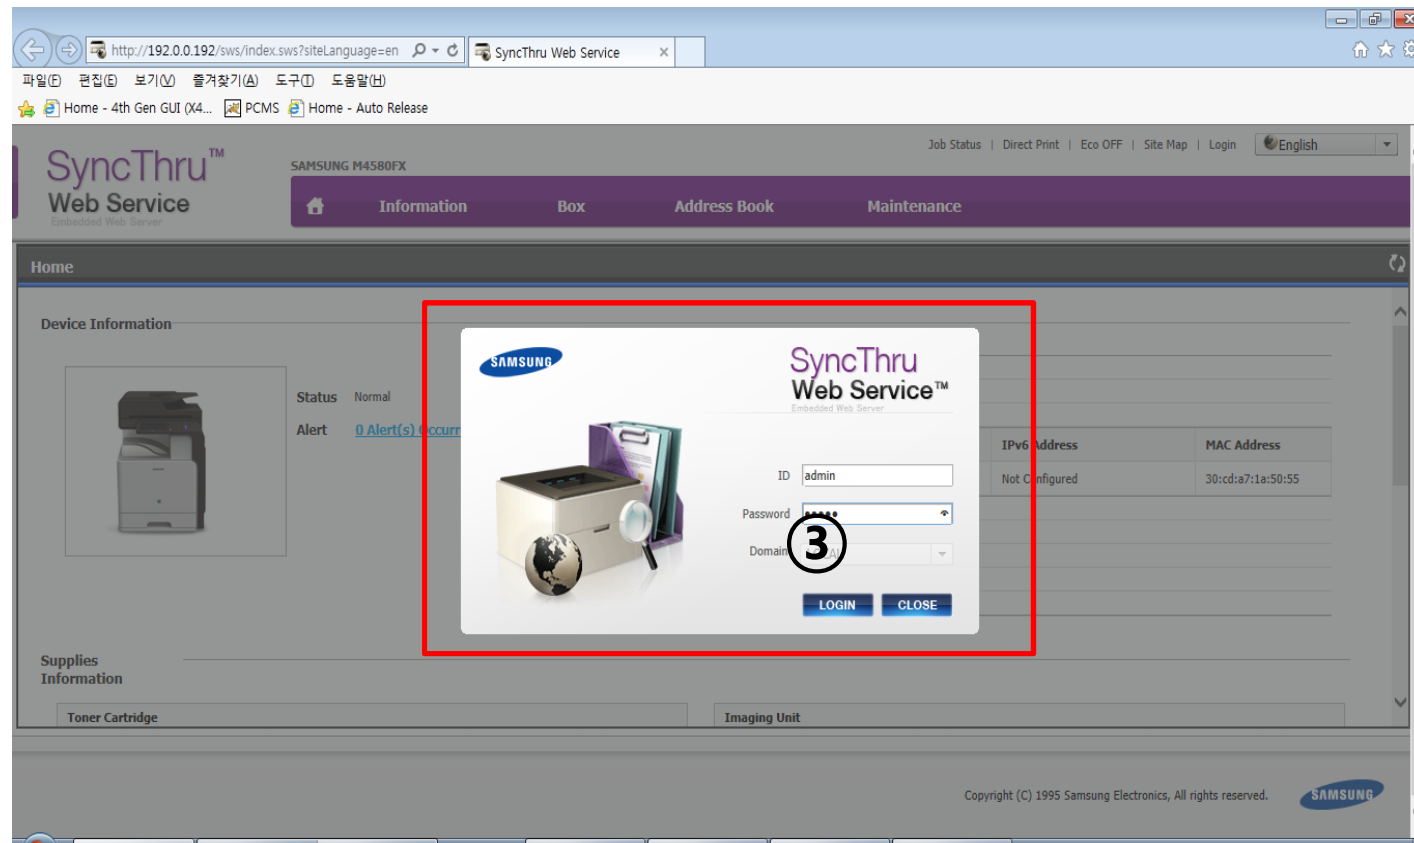 http://192.0.0.192/sws/index.sws?siteLanguage=en
SyncThru Web Service
파일(F) 편집(E) 보기(V) 즐겨찾기(A) 도구(T) 도움말(H)
Home - 4th Gen GUI (X4... PCMS Home - Auto Release
Job Status | Direct Print | Eco OFF | Site Map | Login English
SyncThru™
Web Service
Embedded Web Server
SAMSUNG M4580FX
Information Box Address Book Maintenance
Home
Device Information
Status Normal
Alert 0 Alert(s) Occurr
IPv6 Address MAC Address
Not Configured 30:cd:a7:1a:50:55
SAMSUNG
SyncThru
Web Service™
Embedded Web Server
ID admin
Password •••••
Domain
③
LOGIN CLOSE
Supplies
Information
Toner Cartridge Imaging Unit
Copyright (C) 1995 Samsung Electronics, All rights reserved. SAMSUNG